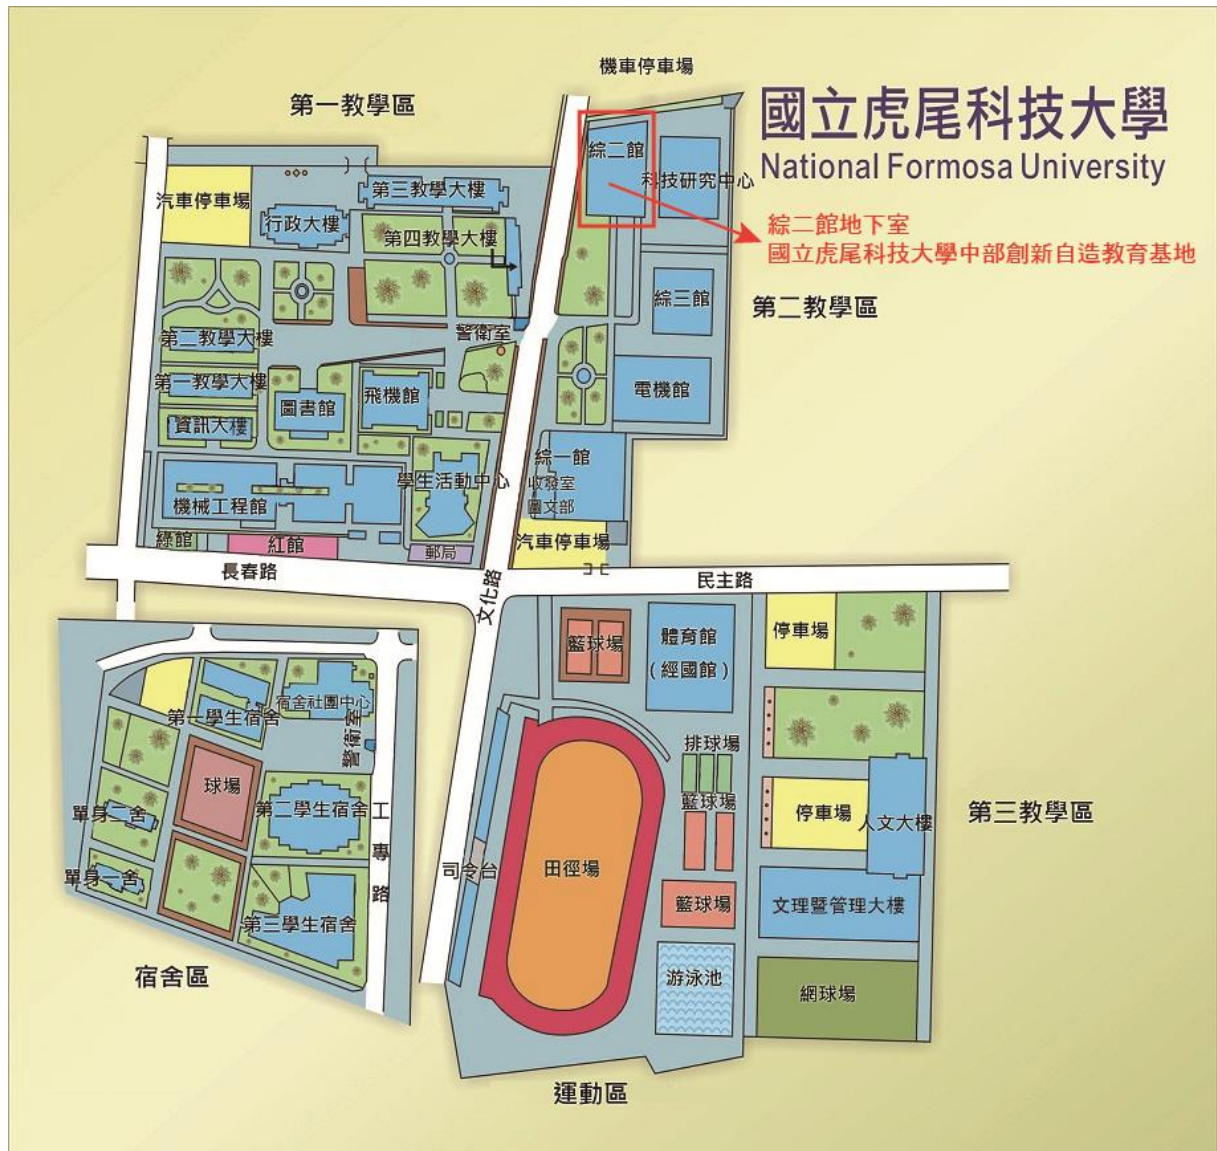 機車停車場
國立虎尾科技大學
National Formosa University
第一教學區
綜二館
科技研究中心
綜二館地下室
國立虎尾科技大學中部創新自造教育基地
汽車停車場
第三教學大樓
行政大樓
第四教學大樓
綜三館
第二教學區
警衛室
第二教學大樓
第一教學大樓
圖書館
飛機館
電機館
資訊大樓
綜一館
收發室
圖文部
學生活動中心
機械工程館
綠館
紅館
郵局
汽車停車場
長春路
文化路
民主路
籃球場
體育館
(經國館)
停車場
宿舍社團中心
第一學生宿舍
警衛室
排球場
球場
籃球場
停車場
人文大樓
第三教學區
單身二舍
第二學生宿舍
工專路
司令台
田徑場
單身一舍
第三學生宿舍
籃球場
文理暨管理大樓
宿舍區
游泳池
網球場
運動區